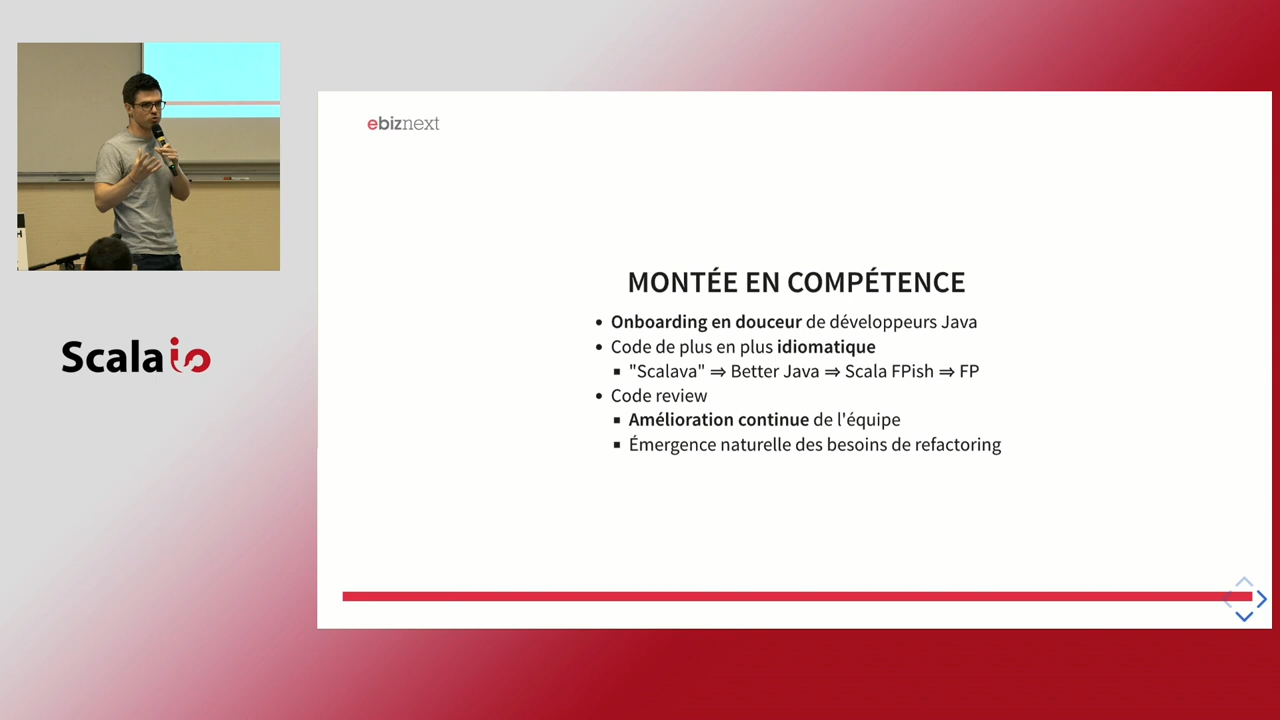 ebiznext
MONTÉE EN COMPÉTENCE
• Onboarding en douceur de développeurs Java
• Code de plus en plus idiomatique
▪ "Scalava" ⇒ Better Java ⇒ Scala FPish ⇒ FP
• Code review
▪ Amélioration continue de l'équipe
▪ Émergence naturelle des besoins de refactoring
Scala io